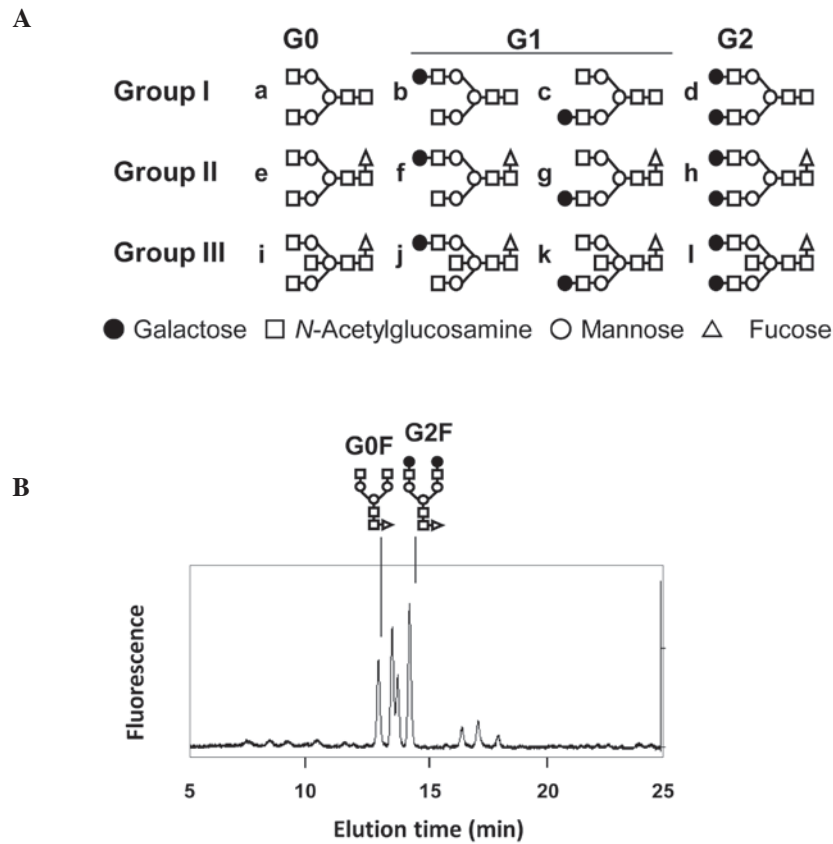 A
G0 G1 G2
Group I a b c d
Group II e f g h
Group III i j k l
Galactose N-Acetylglucosamine Mannose Fucose
B
G0F G2F
Fluorescence
5 10 15 20 25
Elution time (min)